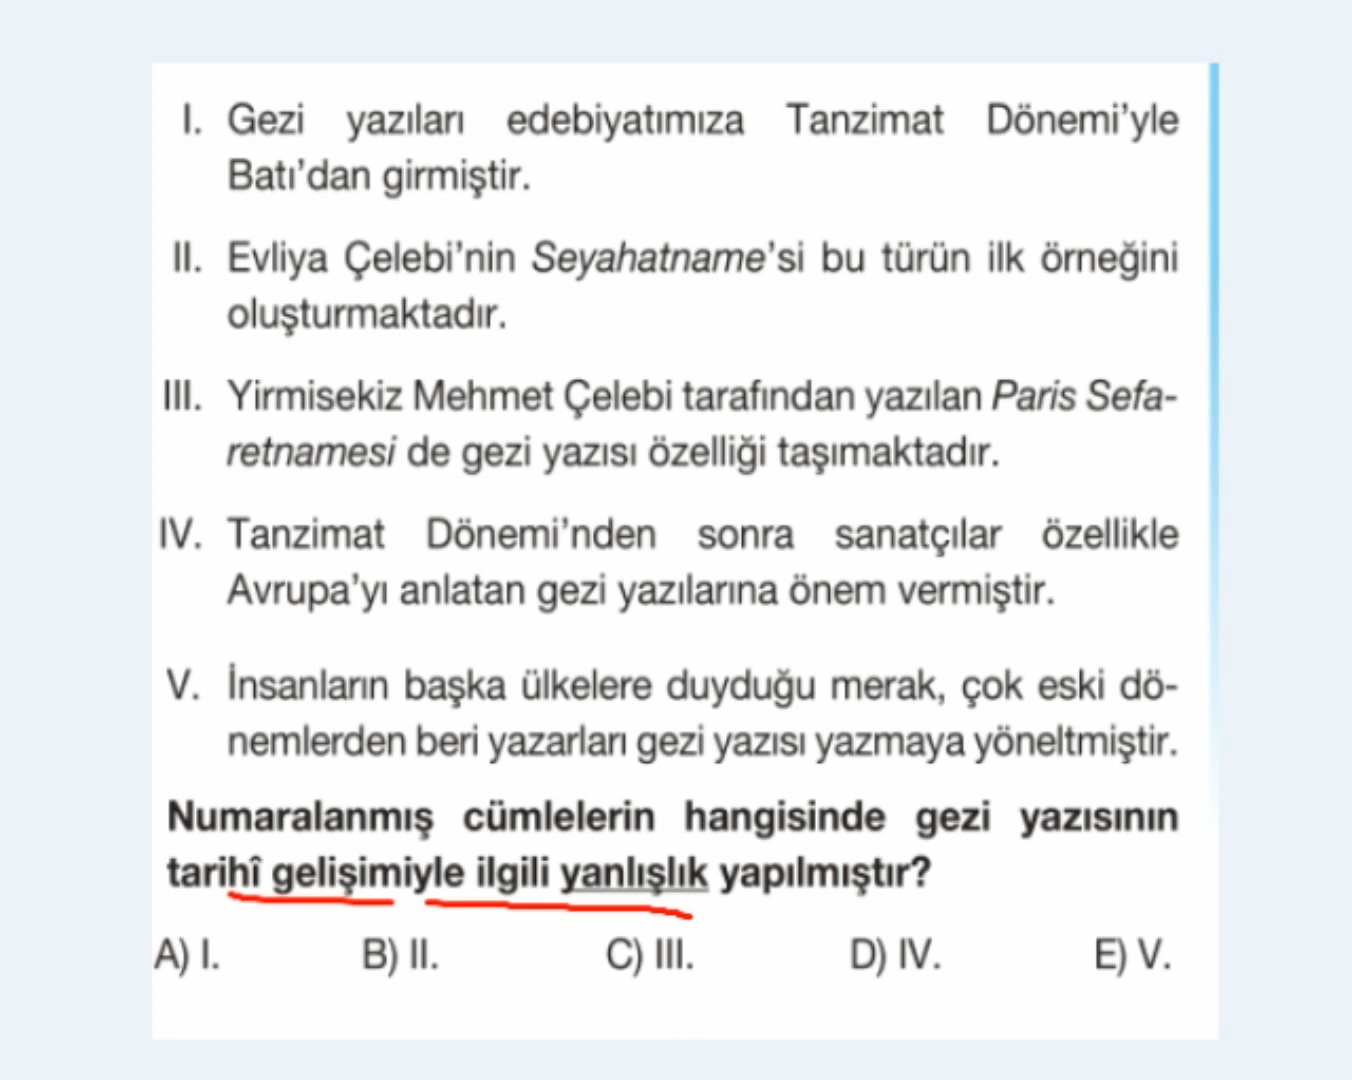 I. Gezi yazıları edebiyatımıza Tanzimat Dönemi’yle
Batı’dan girmiştir.
II. Evliya Çelebi’nin Seyahatname’si bu türün ilk örneğini
oluşturmaktadır.
III. Yirmisekiz Mehmet Çelebi tarafından yazılan Paris Sefa-
retnamesi de gezi yazısı özelliği taşımaktadır.
IV. Tanzimat Dönemi’nden sonra sanatçılar özellikle
Avrupa’yı anlatan gezi yazılarına önem vermiştir.
V. İnsanların başka ülkelere duyduğu merak, çok eski dö-
nemlerden beri yazarları gezi yazısı yazmaya yöneltmiştir.
Numaralanmış cümlelerin hangisinde gezi yazısının
tarihî gelişimiyle ilgili yanlışlık yapılmıştır?
A) I. B) II. C) III. D) IV. E) V.